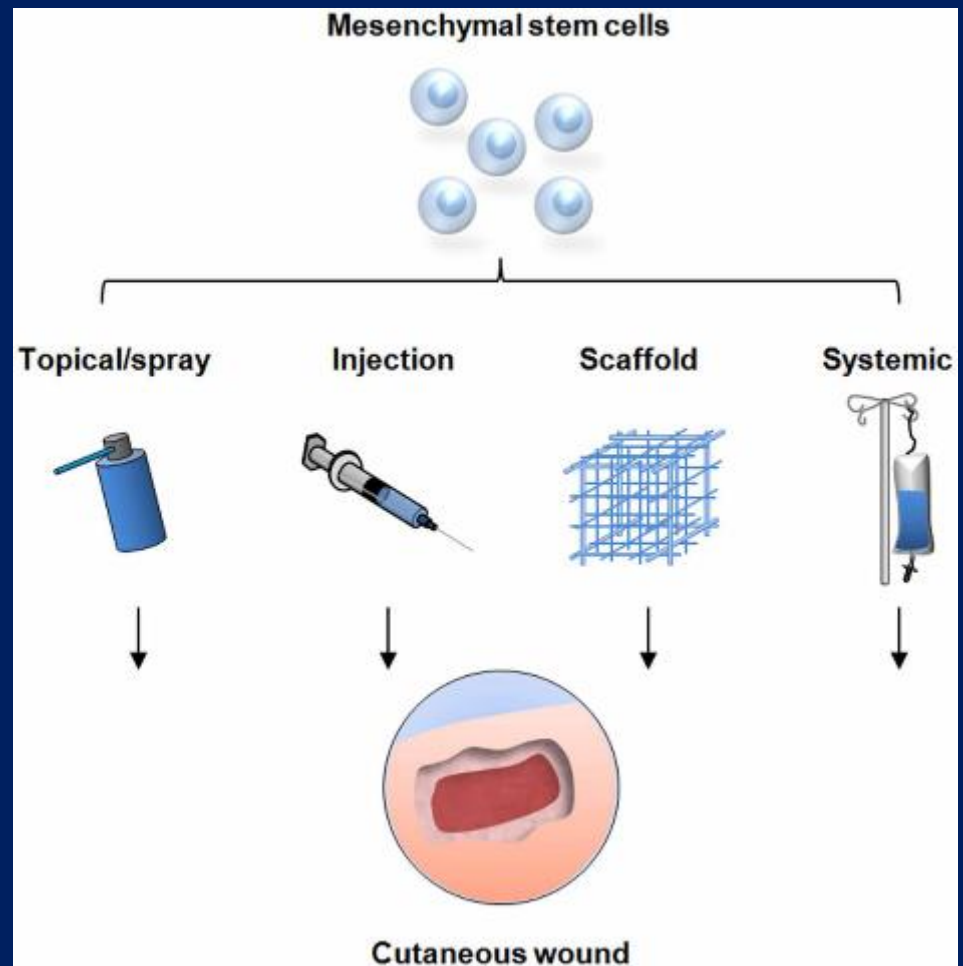 Mesenchymal stem cells
Topical/spray
Injection
Scaffold
Systemic
Cutaneous wound